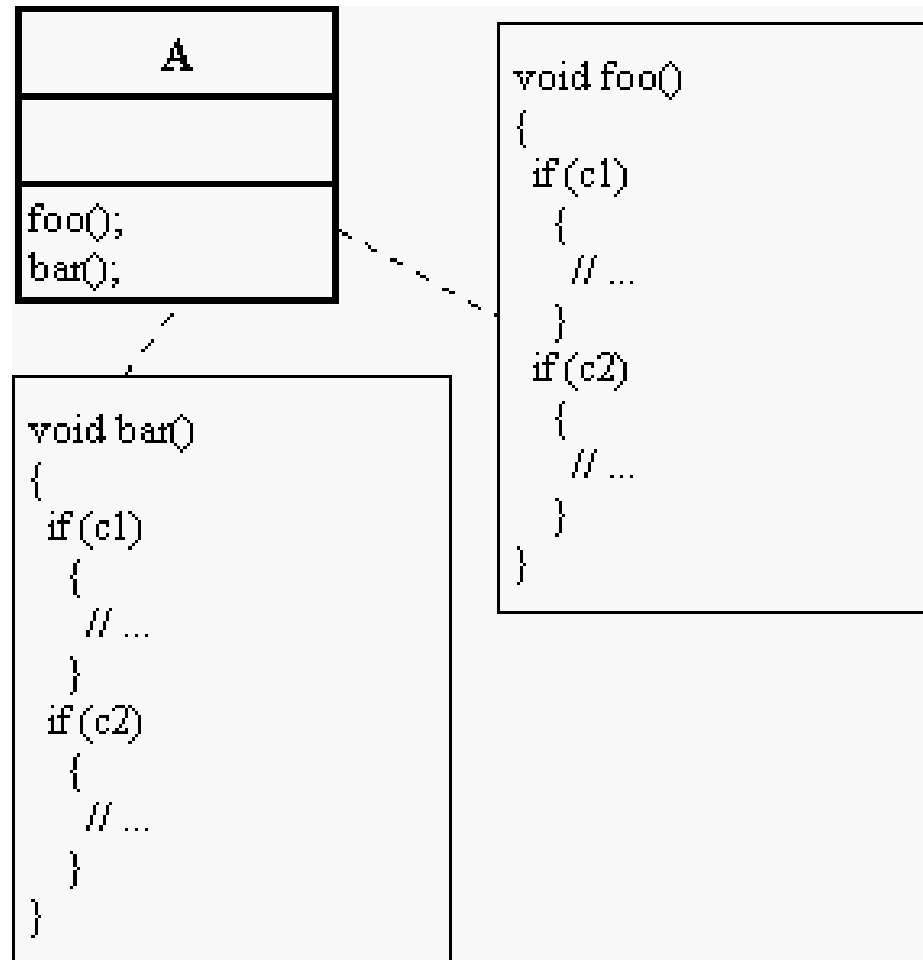 A
foo();
bar();
void foo()
{
if (c1)
{
// ...
}
if (c2)
{
// ...
}
}
void bar()
{
if (c1)
{
// ...
}
if (c2)
{
// ...
}
}